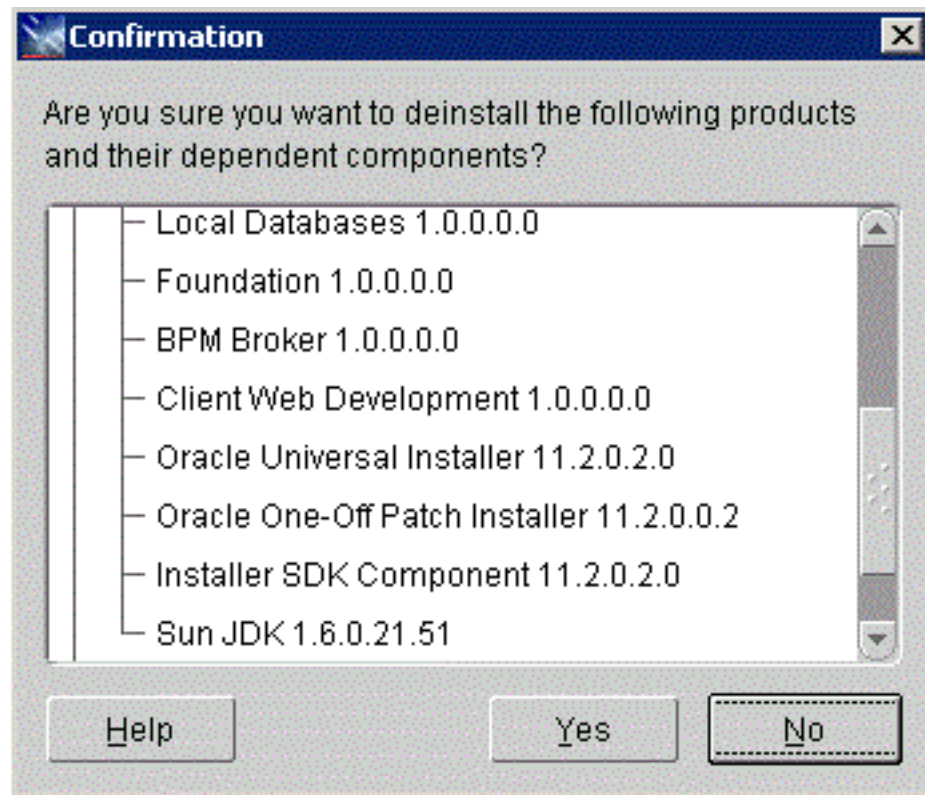 Confirmation
Are you sure you want to deinstall the following products
and their dependent components?
Local Databases 1.0.0.0.0
Foundation 1.0.0.0.0
BPM Broker 1.0.0.0.0
Client Web Development 1.0.0.0.0
Oracle Universal Installer 11.2.0.2.0
Oracle One-Off Patch Installer 11.2.0.0.2
Installer SDK Component 11.2.0.2.0
Sun JDK 1.6.0.21.51
Help Yes No